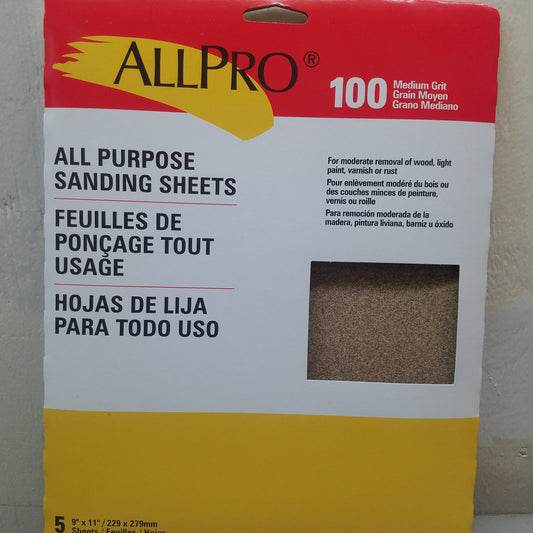 ALLPRO®
100
Medium Grit
Grain Moyen
Grano Mediano
ALL PURPOSE
SANDING SHEETS
FEUILLES DE
PONÇAGE TOUT
USAGE
HOJAS DE LIJA
PARA TODO USO
For moderate removal of wood, light
paint, varnish or rust
Pour enlèvement modéré du bois ou
des couches minces de peinture,
vernis ou roille
Para remoción moderada de la
madera, pintura liviana, barniz u óxido
5
9" x 11" / 229 x 279mm
Sheets / Feuilles / Hojas